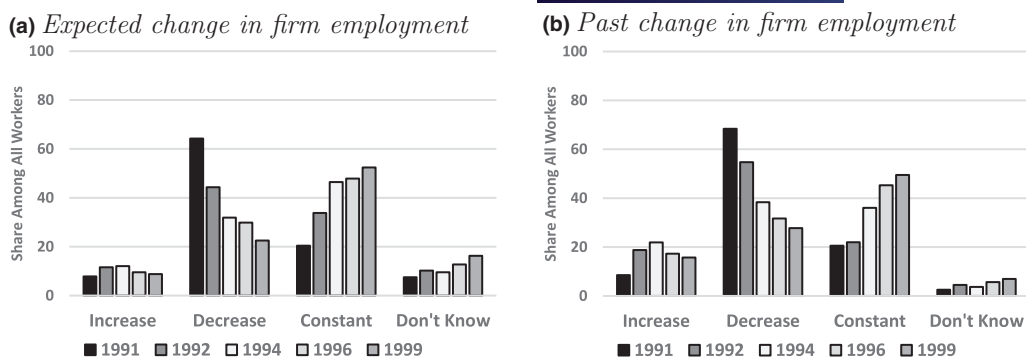 (a) Expected change in firm employment
100
80
60
40
20
0
Share Among All Workers
Increase Decrease Constant Don't Know
1991 1992 1994 1996 1999
(b) Past change in firm employment
100
80
60
40
20
0
Share Among All Workers
Increase Decrease Constant Don't Know
1991 1992 1994 1996 1999